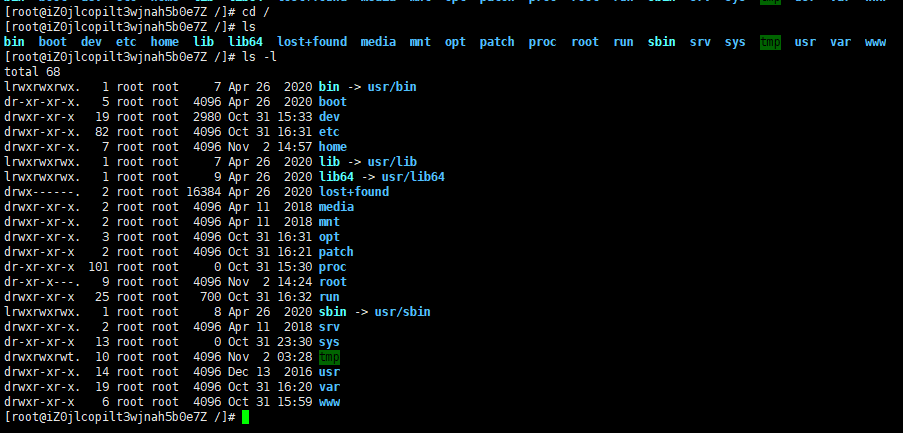 [root@iZ0jlcopilt3wjnah5b0e7Z /]# cd /
[root@iZ0jlcopilt3wjnah5b0e7Z /]# ls
bin  boot  dev  etc  home  lib  lib64  lost+found  media  mnt  opt  patch  proc  root  run  sbin  srv  sys  tmp  usr  var  www
[root@iZ0jlcopilt3wjnah5b0e7Z /]# ls -l
total 68
lrwxrwxrwx.   1 root root     7 Apr 26  2020 bin -> usr/bin
dr-xr-xr-x.   5 root root  4096 Apr 26  2020 boot
drwxr-xr-x   19 root root  2980 Oct 31 15:33 dev
drwxr-xr-x.  82 root root  4096 Oct 31 16:31 etc
drwxr-xr-x.   7 root root  4096 Nov  2 14:57 home
lrwxrwxrwx.   1 root root     7 Apr 26  2020 lib -> usr/lib
lrwxrwxrwx.   1 root root     9 Apr 26  2020 lib64 -> usr/lib64
drwx------.   2 root root 16384 Apr 26  2020 lost+found
drwxr-xr-x.   2 root root  4096 Apr 11  2018 media
drwxr-xr-x.   2 root root  4096 Apr 11  2018 mnt
drwxr-xr-x.   3 root root  4096 Oct 31 16:31 opt
drwxr-xr-x    2 root root  4096 Oct 31 16:21 patch
dr-xr-xr-x  101 root root     0 Oct 31 15:30 proc
dr-xr-x---.   9 root root  4096 Nov  2 14:24 root
drwxr-xr-x   25 root root   700 Oct 31 16:32 run
lrwxrwxrwx.   1 root root     8 Apr 26  2020 sbin -> usr/sbin
drwxr-xr-x.   2 root root  4096 Apr 11  2018 srv
dr-xr-xr-x   13 root root     0 Oct 31 23:30 sys
drwxrwxrwt.  10 root root  4096 Nov  2 03:28 tmp
drwxr-xr-x.  14 root root  4096 Dec 13  2016 usr
drwxr-xr-x.  19 root root  4096 Oct 31 16:20 var
drwxr-xr-x    6 root root  4096 Oct 31 15:59 www
[root@iZ0jlcopilt3wjnah5b0e7Z /]#